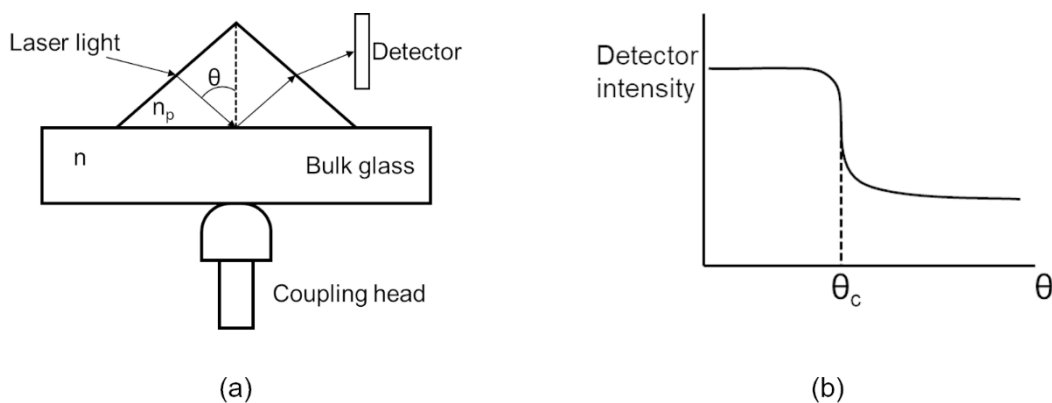 Laser light
θ
Detector
n_p
n
Bulk glass
Coupling head
(a)
Detector
intensity
θ_c
θ
(b)